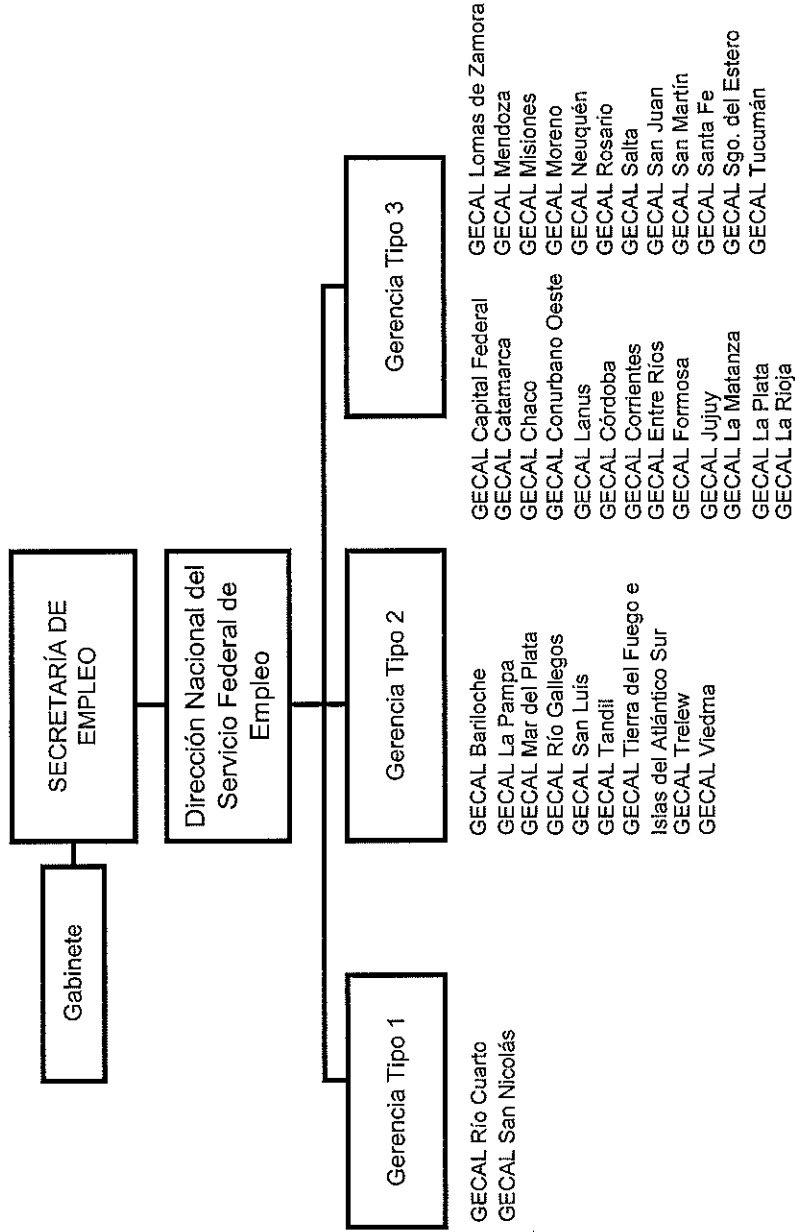 SECRETARÍA DE
EMPLEO
Gabinete
Dirección Nacional del
Servicio Federal de
Empleo
Gerencia Tipo 1
GECAL Río Cuarto
GECAL San Nicolás
Gerencia Tipo 2
GECAL Bariloche
GECAL La Pampa
GECAL Mar del Plata
GECAL Río Gallegos
GECAL San Luis
GECAL Tandil
GECAL Tierra del Fuego e
Islas del Atlántico Sur
GECAL Trelew
GECAL Viedma
Gerencia Tipo 3
GECAL Capital Federal
GECAL Catamarca
GECAL Chaco
GECAL Conurbano Oeste
GECAL Lanus
GECAL Córdoba
GECAL Corrientes
GECAL Entre Ríos
GECAL Formosa
GECAL Jujuy
GECAL La Matanza
GECAL La Plata
GECAL La Rioja
GECAL Lomas de Zamora
GECAL Mendoza
GECAL Misiones
GECAL Moreno
GECAL Neuquén
GECAL Rosario
GECAL Salta
GECAL San Juan
GECAL San Martín
GECAL Santa Fe
GECAL Sgo. del Estero
GECAL Tucumán